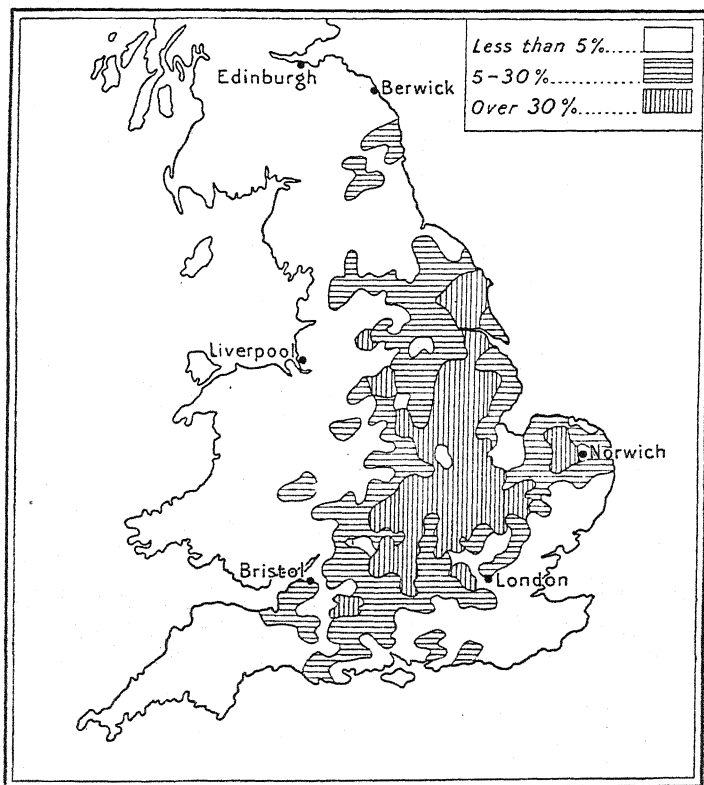 Less than 5%......
5-30%..............
Over 30%............
Edinburgh
Berwick
Liverpool
Norwich
Bristol
London